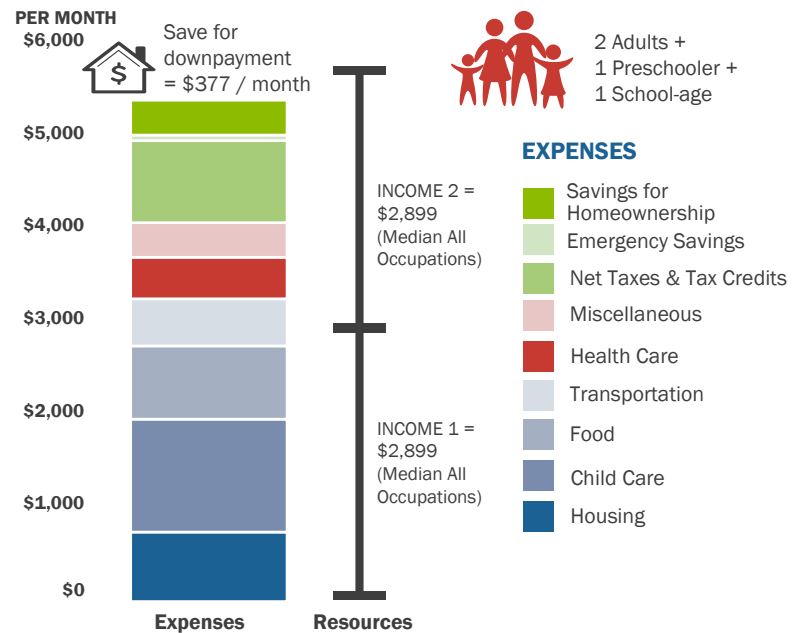 PER MONTH
$6,000
$5,000
$4,000
$3,000
$2,000
$1,000
$0
$
Save for
downpayment
= $377 / month
INCOME 2 =
$2,899
(Median All
Occupations)
INCOME 1 =
$2,899
(Median All
Occupations)
Expenses
Resources
2 Adults +
1 Preschooler +
1 School-age
EXPENSES
Savings for
Homeownership
Emergency Savings
Net Taxes & Tax Credits
Miscellaneous
Health Care
Transportation
Food
Child Care
Housing